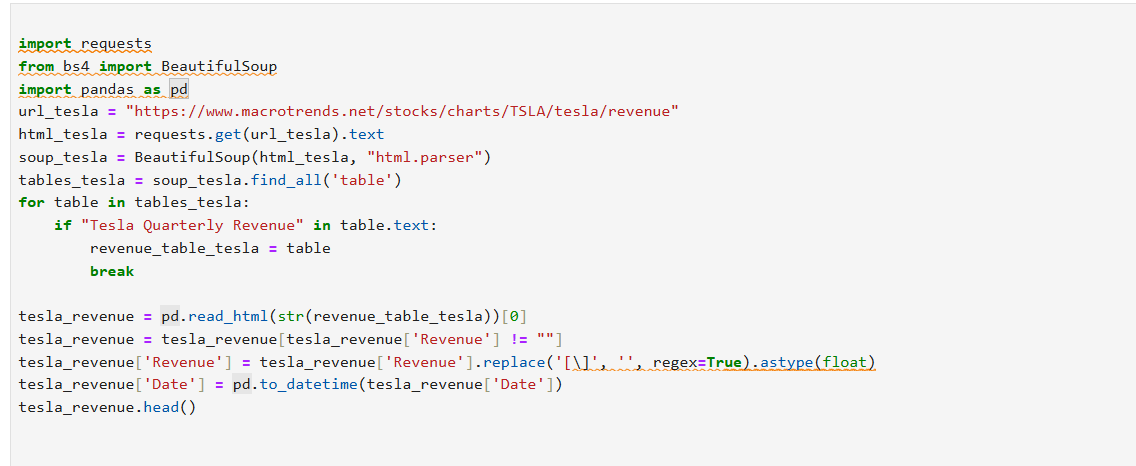 import requests
from bs4 import BeautifulSoup
import pandas as pd
url_tesla = "https://www.macrotrends.net/stocks/charts/TSLA/tesla/revenue"
html_tesla = requests.get(url_tesla).text
soup_tesla = BeautifulSoup(html_tesla, "html.parser")
tables_tesla = soup_tesla.find_all('table')
for table in tables_tesla:
    if "Tesla Quarterly Revenue" in table.text:
        revenue_table_tesla = table
        break
tesla_revenue = pd.read_html(str(revenue_table_tesla))[0]
tesla_revenue = tesla_revenue[tesla_revenue['Revenue'] != ""]
tesla_revenue['Revenue'] = tesla_revenue['Revenue'].replace('[\]', '', regex=True).astype(float)
tesla_revenue['Date'] = pd.to_datetime(tesla_revenue['Date'])
tesla_revenue.head()